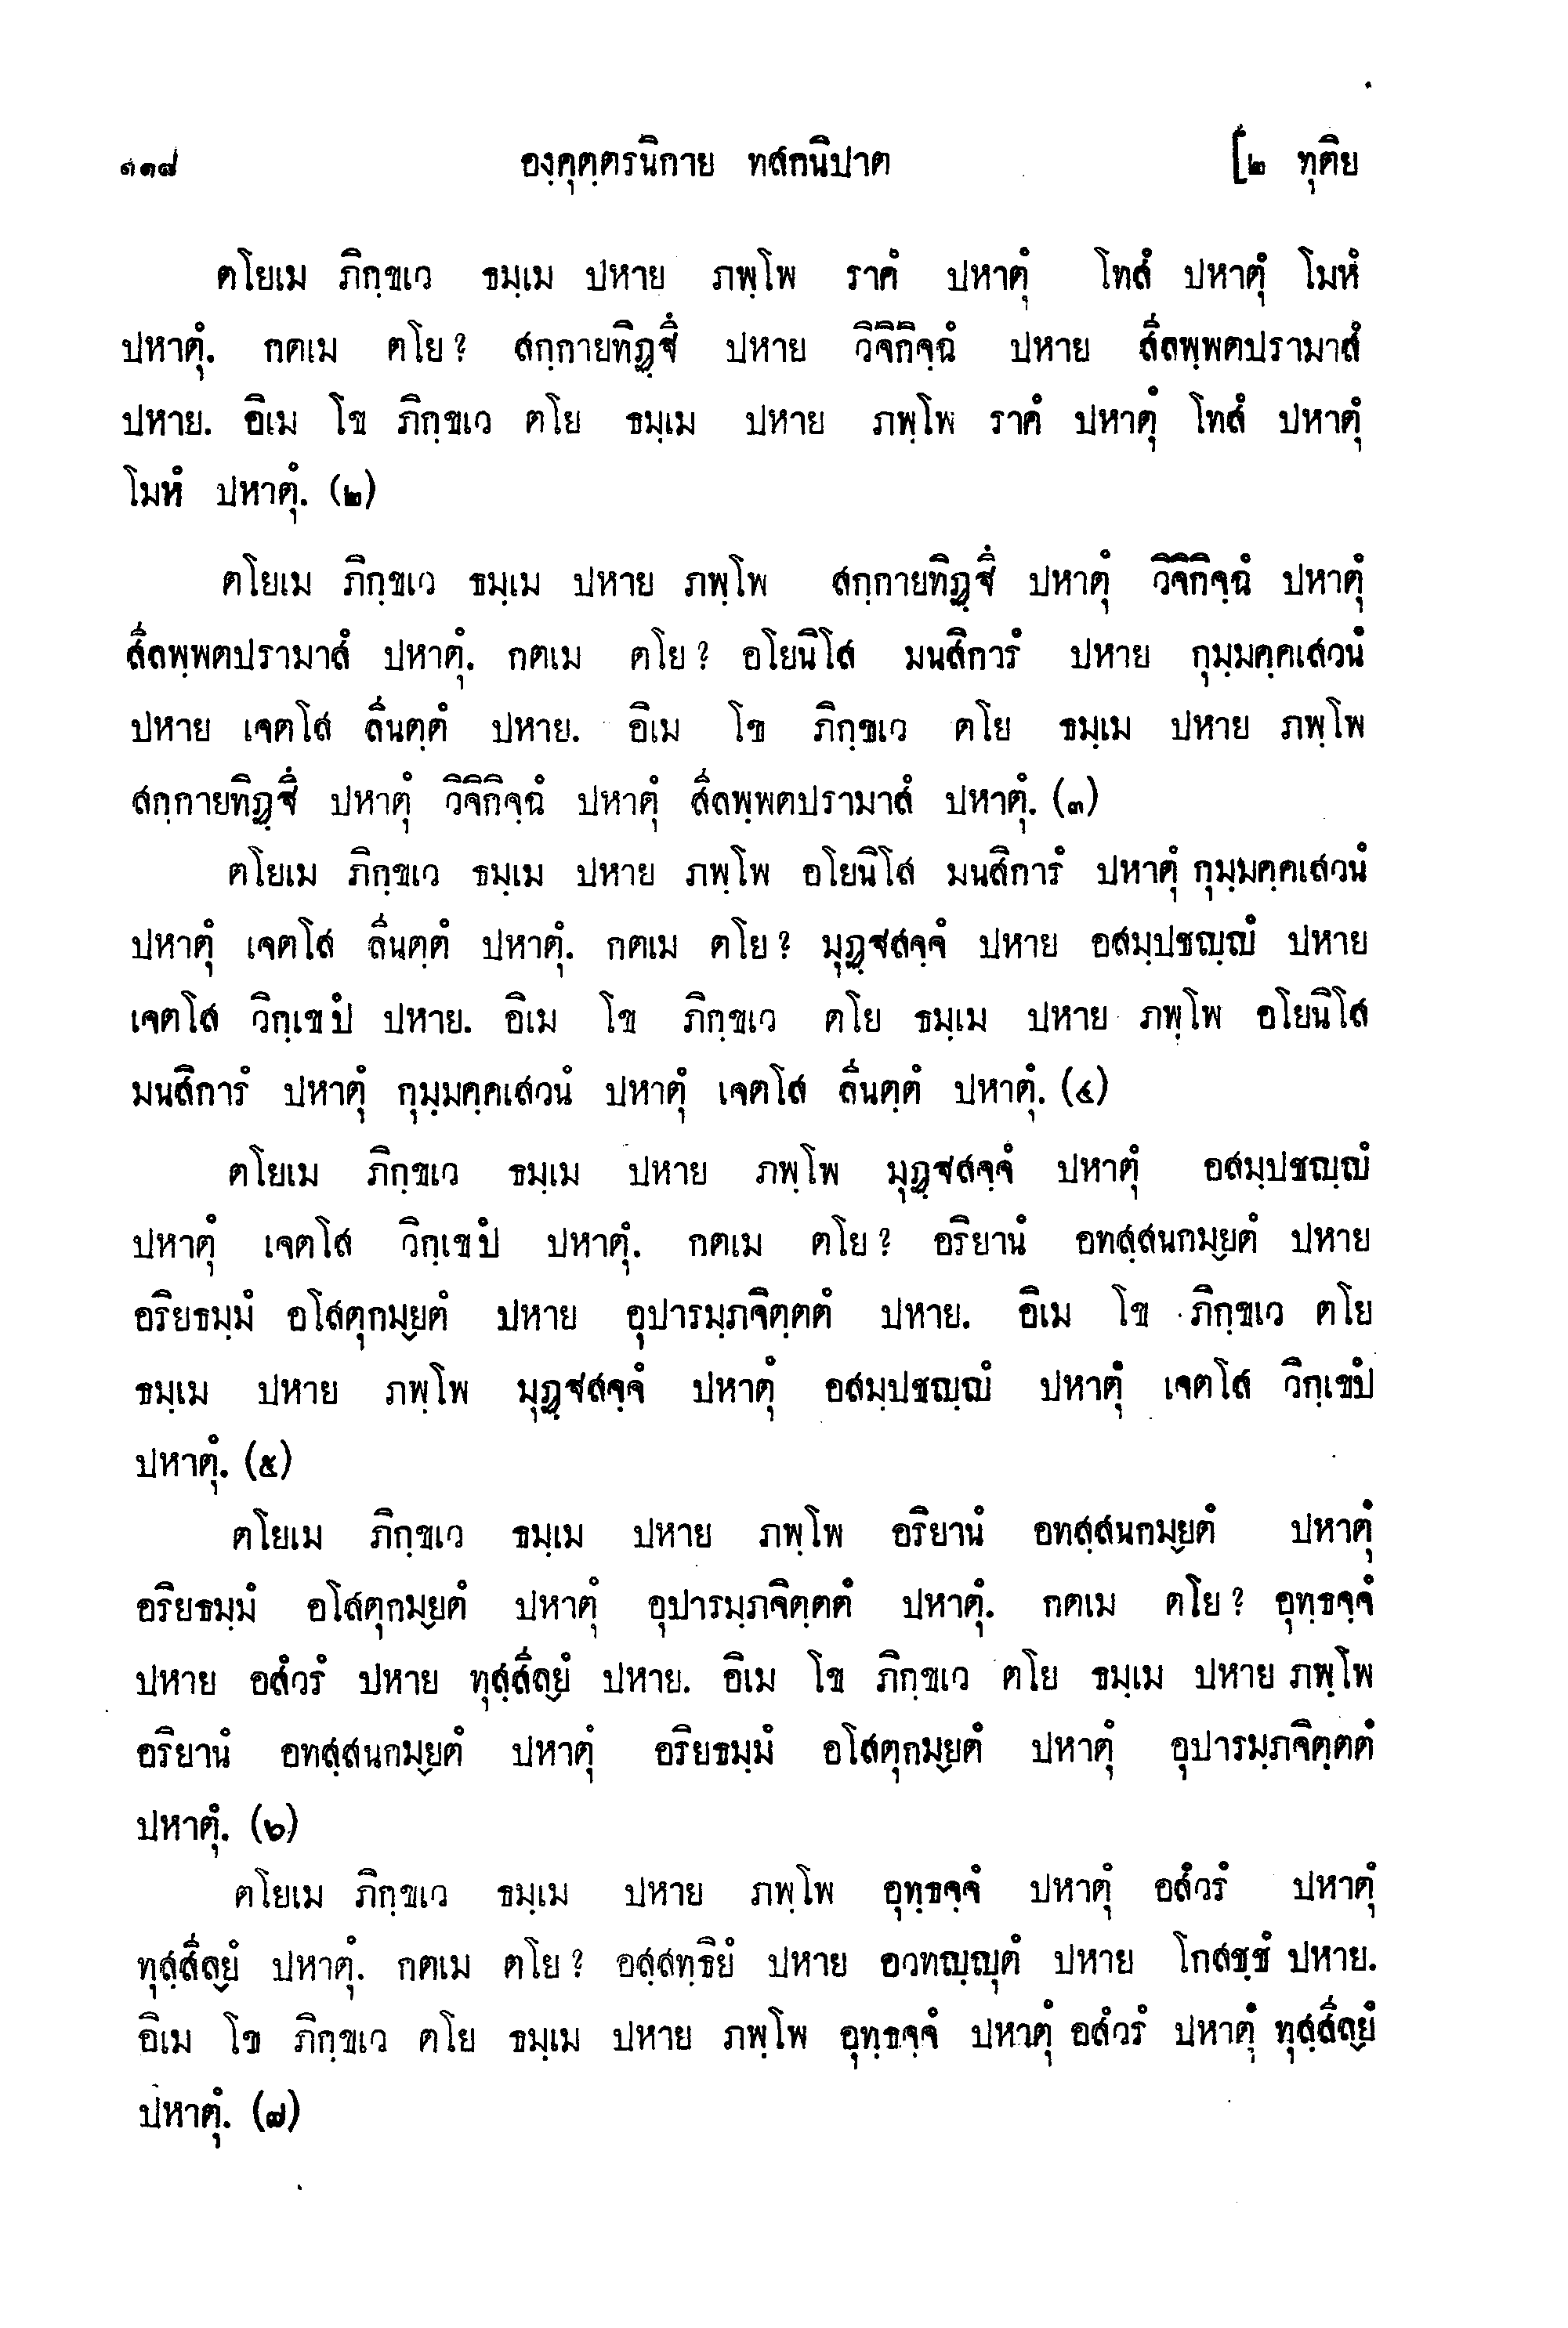 ๑๑๘ องฺคุตฺตรนิกาย ทสกนิปาต [๒ ทุติย
ตโยเม ภิกฺขเว ธมฺเม ปหาย ภพฺโพ ราคํ ปหาตุํ โทสํ ปหาตุํ โมหํ
ปหาตุํ. กตเม ตโย? สกฺกายทิฏฺฐึ ปหาย วิจิกิจฺฉํ ปหาย สีลพฺพตปรามาสํ
ปหาย. อิเม โข ภิกฺขเว ตโย ธมฺเม ปหาย ภพฺโพ ราคํ ปหาตุํ โทสํ ปหาตุํ
โมหํ ปหาตุํ. (๒)
ตโยเม ภิกฺขเว ธมฺเม ปหาย ภพฺโพ สกฺกายทิฏฺฐึ ปหาตุํ วิจิกิจฺฉํ ปหาตุํ
สีลพฺพตปรามาสํ ปหาตุํ. กตเม ตโย? อโยนิโส มนสิการํ ปหาย กุมฺมคฺคเสวนํ
ปหาย เจตโส ลีนตฺตํ ปหาย. อิเม โข ภิกฺขเว ตโย ธมฺเม ปหาย ภพฺโพ
สกฺกายทิฏฺฐึ ปหาตุํ วิจิกิจฺฉํ ปหาตุํ สีลพฺพตปรามาสํ ปหาตุํ. (๓)
ตโยเม ภิกฺขเว ธมฺเม ปหาย ภพฺโพ อโยนิโส มนสิการํ ปหาตุํ กุมฺมคฺคเสวนํ
ปหาตุํ เจตโส ลีนตฺตํ ปหาตุํ. กตเม ตโย? มุฏฺฐสจฺจํ ปหาย อสมฺปชญฺญํ ปหาย
เจตโส วิกฺเขปํ ปหาย. อิเม โข ภิกฺขเว ตโย ธมฺเม ปหาย ภพฺโพ อโยนิโส
มนสิการํ ปหาตุํ กุมฺมคฺคเสวนํ ปหาตุํ เจตโส ลีนตฺตํ ปหาตุํ. (๔)
ตโยเม ภิกฺขเว ธมฺเม ปหาย ภพฺโพ มุฏฺฐสจฺจํ ปหาตุํ อสมฺปชญฺญํ
ปหาตุํ เจตโส วิกฺเขปํ ปหาตุํ. กตเม ตโย? อริยานํ อทสฺสนกมฺยตํ ปหาย
อริยธมฺมํ อโสตุกมฺยตํ ปหาย อุปารมฺภจิตฺตตํ ปหาย. อิเม โข ภิกฺขเว ตโย
ธมฺเม ปหาย ภพฺโพ มุฏฺฐสจฺจํ ปหาตุํ อสมฺปชญฺญํ ปหาตุํ เจตโส วิกฺเขปํ
ปหาตุํ. (๕)
ตโยเม ภิกฺขเว ธมฺเม ปหาย ภพฺโพ อริยานํ อทสฺสนกมฺยตํ ปหาตุํ
อริยธมฺมํ อโสตุกมฺยตํ ปหาตุํ อุปารมฺภจิตฺตตํ ปหาตุํ. กตเม ตโย? อุทฺธจฺจํ
ปหาย อสํวรํ ปหาย ทุสฺสีลฺยํ ปหาย. อิเม โข ภิกฺขเว ตโย ธมฺเม ปหาย ภพฺโพ
อริยานํ อทสฺสนกมฺยตํ ปหาตุํ อริยธมฺมํ อโสตุกมฺยตํ ปหาตุํ อุปารมฺภจิตฺตตํ
ปหาตุํ. (๖)
ตโยเม ภิกฺขเว ธมฺเม ปหาย ภพฺโพ อุทฺธจฺจํ ปหาตุํ อสํวรํ ปหาตุํ
ทุสฺสีลฺยํ ปหาตุํ. กตเม ตโย? อสฺสทฺธิยํ ปหาย อวทญฺญุตํ ปหาย โกสชฺชํ ปหาย.
อิเม โข ภิกฺขเว ตโย ธมฺเม ปหาย ภพฺโพ อุทฺธจฺจํ ปหาตุํ อสํวรํ ปหาตุํ ทุสฺสีลฺยํ
ปหาตุํ. (๗)